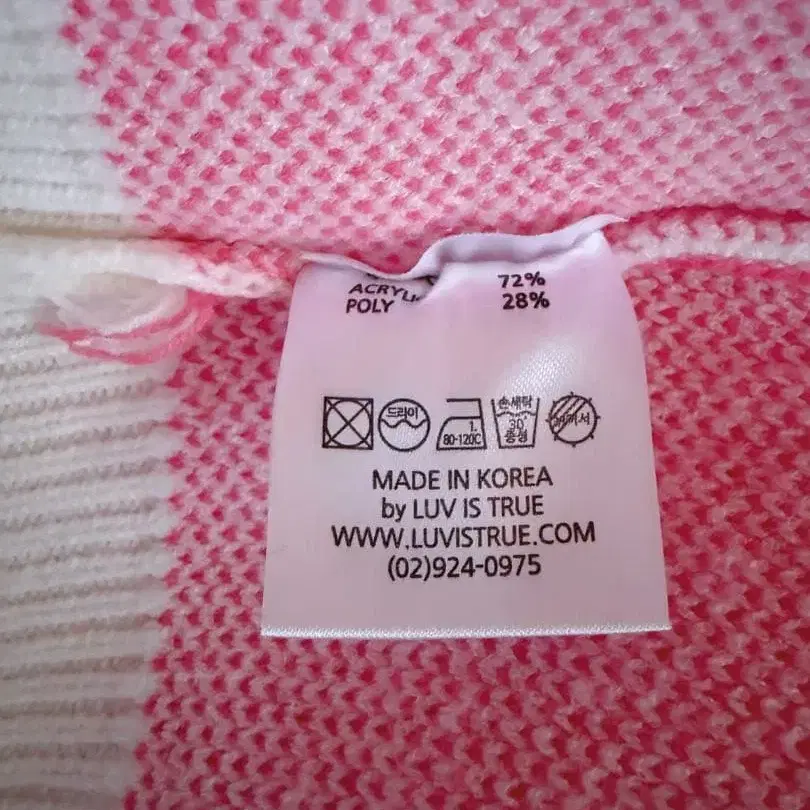 72%
POLY 28%
드라이
1.
80-120C
손세탁
30°
중성
MADE IN KOREA
by LUV IS TRUE
WWW.LUVISTRUE.COM
(02)924-0975